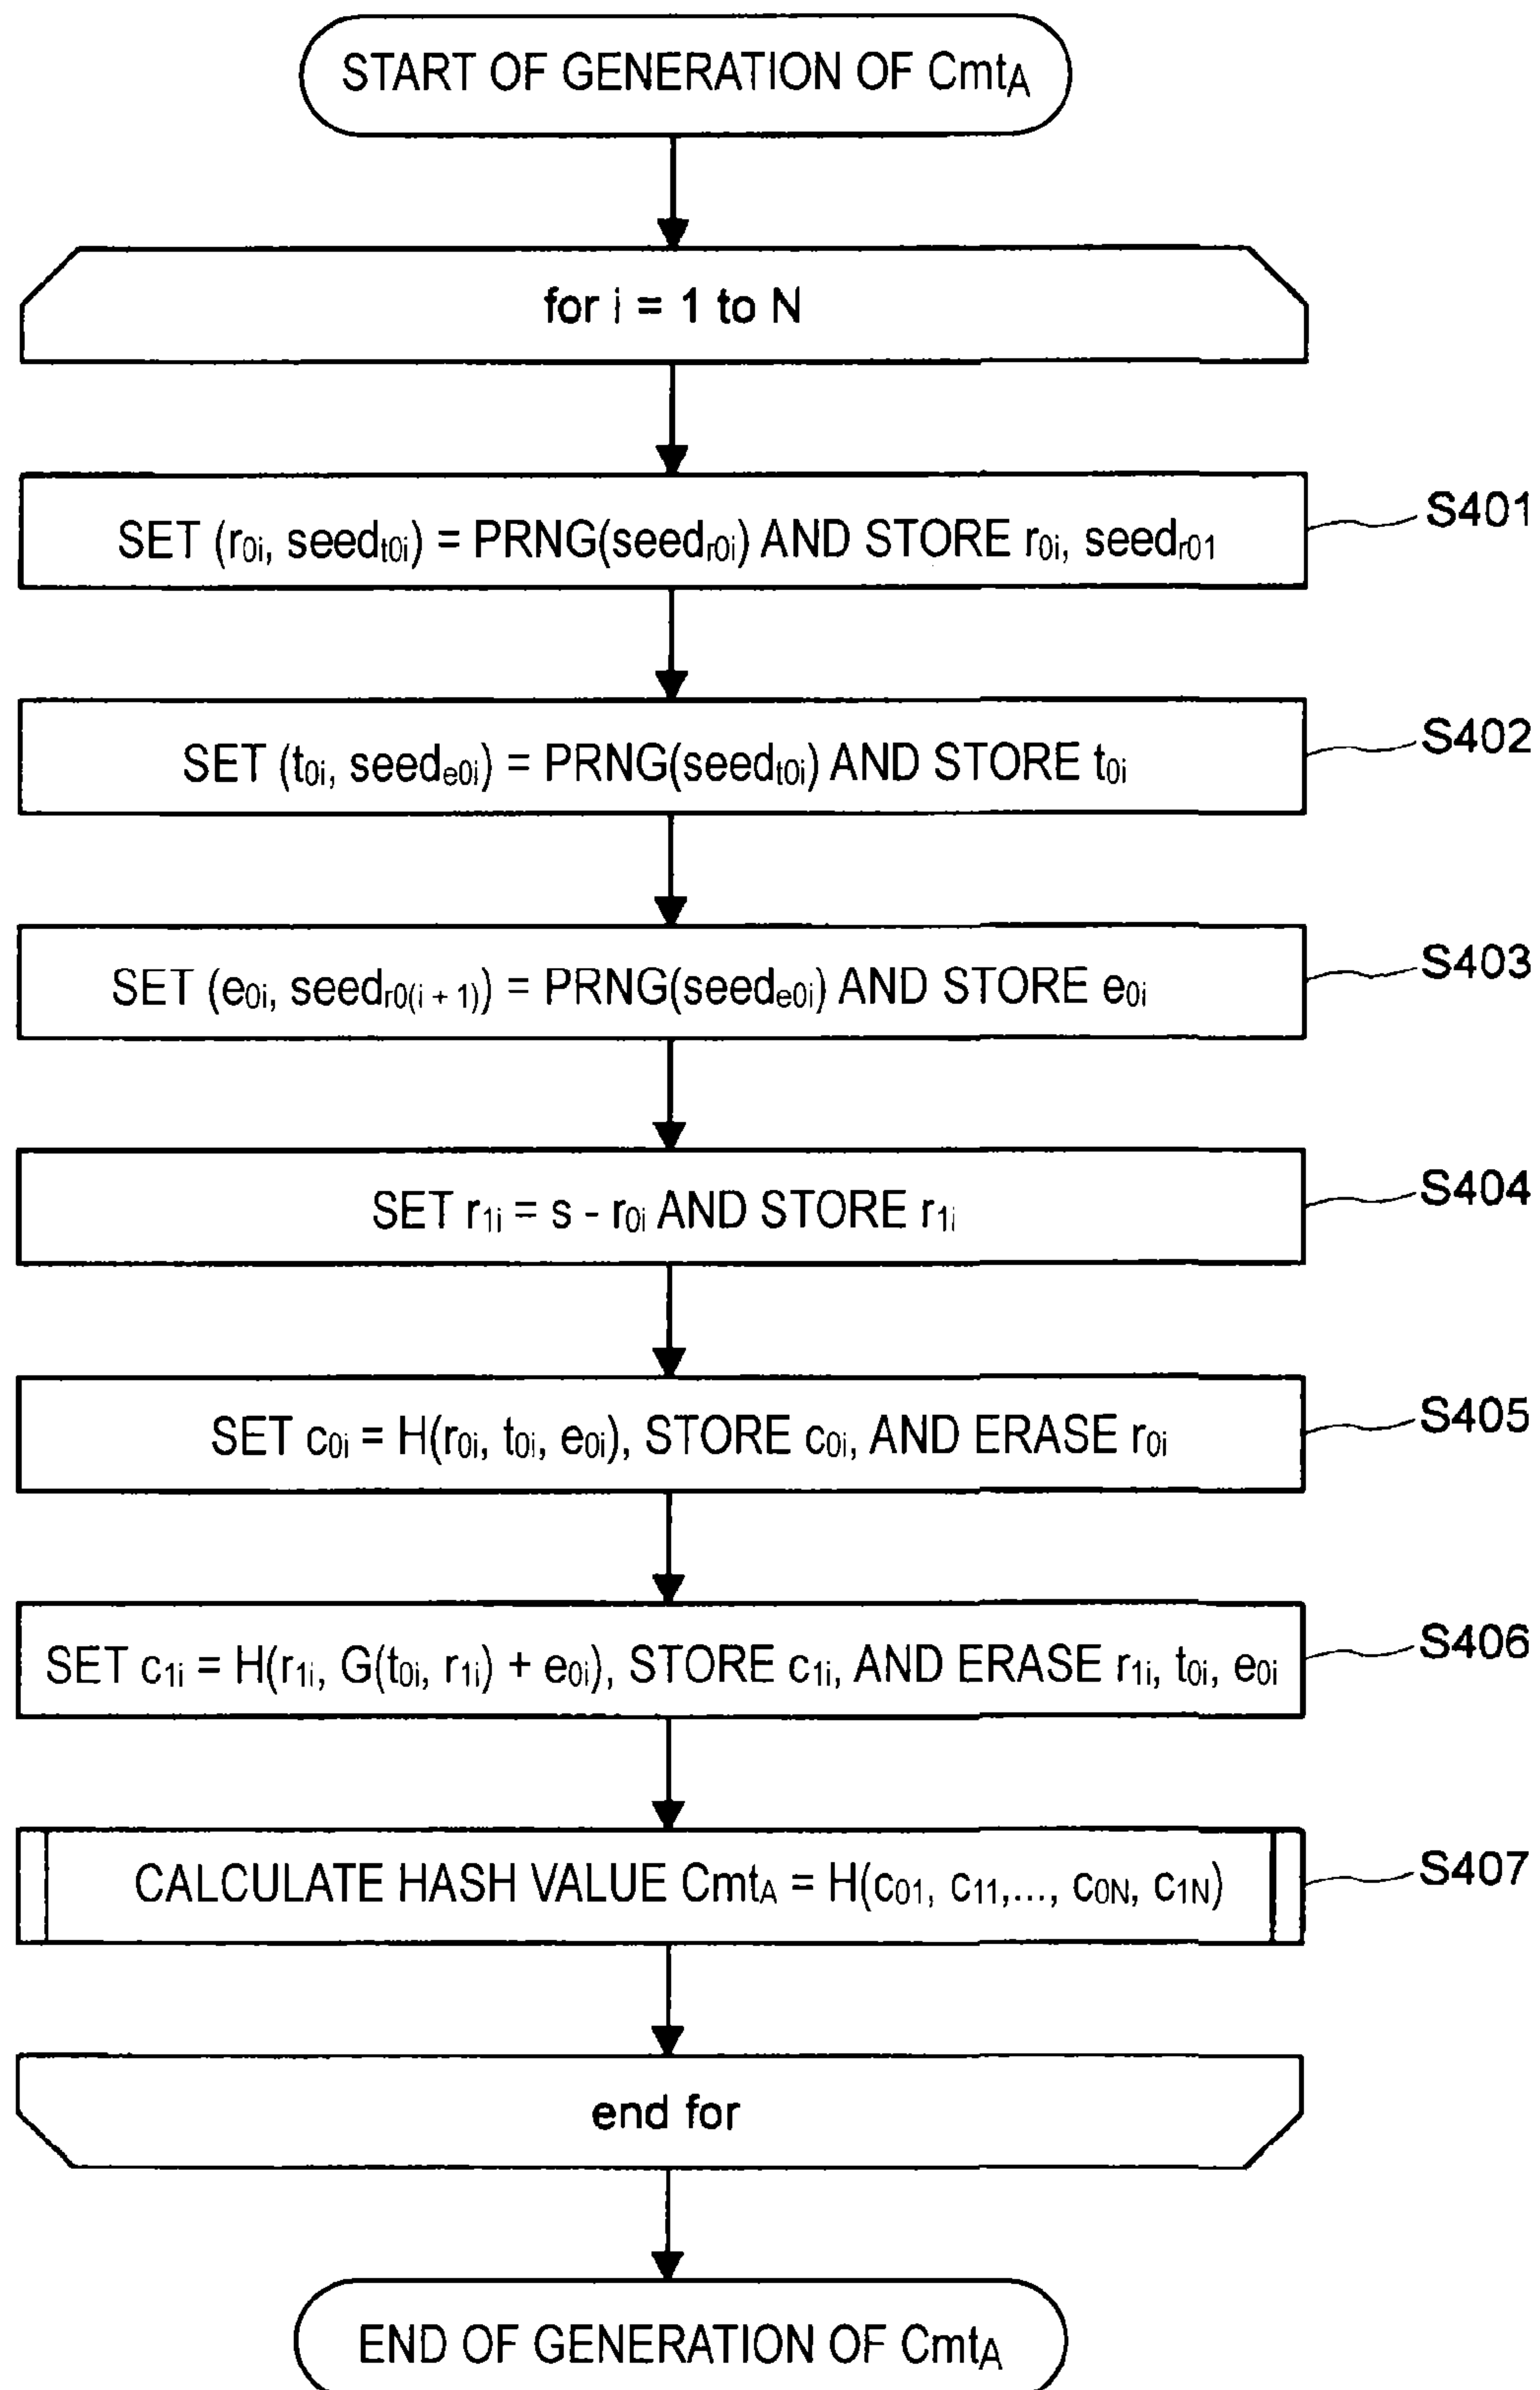 START OF GENERATION OF CmtA
for i = 1 to N
SET (r0i, seedt0i) = PRNG(seedr0i) AND STORE r0i, seedr01
S401
SET (t0i, seede0i) = PRNG(seedt0i) AND STORE t0i
S402
SET (e0i, seedr0(i + 1)) = PRNG(seede0i) AND STORE e0i
S403
SET r1i = s - r0i AND STORE r1i
S404
SET c0i = H(r0i, t0i, e0i), STORE c0i, AND ERASE r0i
S405
SET c1i = H(r1i, G(t0i, r1i) + e0i), STORE c1i, AND ERASE r1i, t0i, e0i
S406
CALCULATE HASH VALUE CmtA = H(c01, c11,..., c0N, c1N)
S407
end for
END OF GENERATION OF CmtA